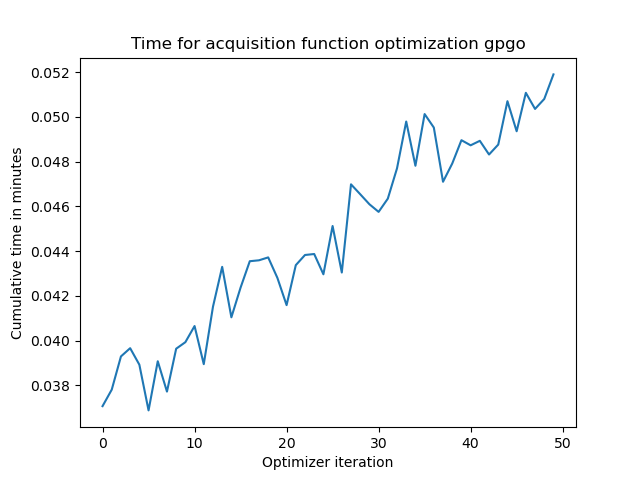 Time for acquisition function optimization gpgo
0.052
0.050
0.048
0.046
0.044
0.042
0.040
0.038
Cumulative time in minutes
0 10 20 30 40 50
Optimizer iteration